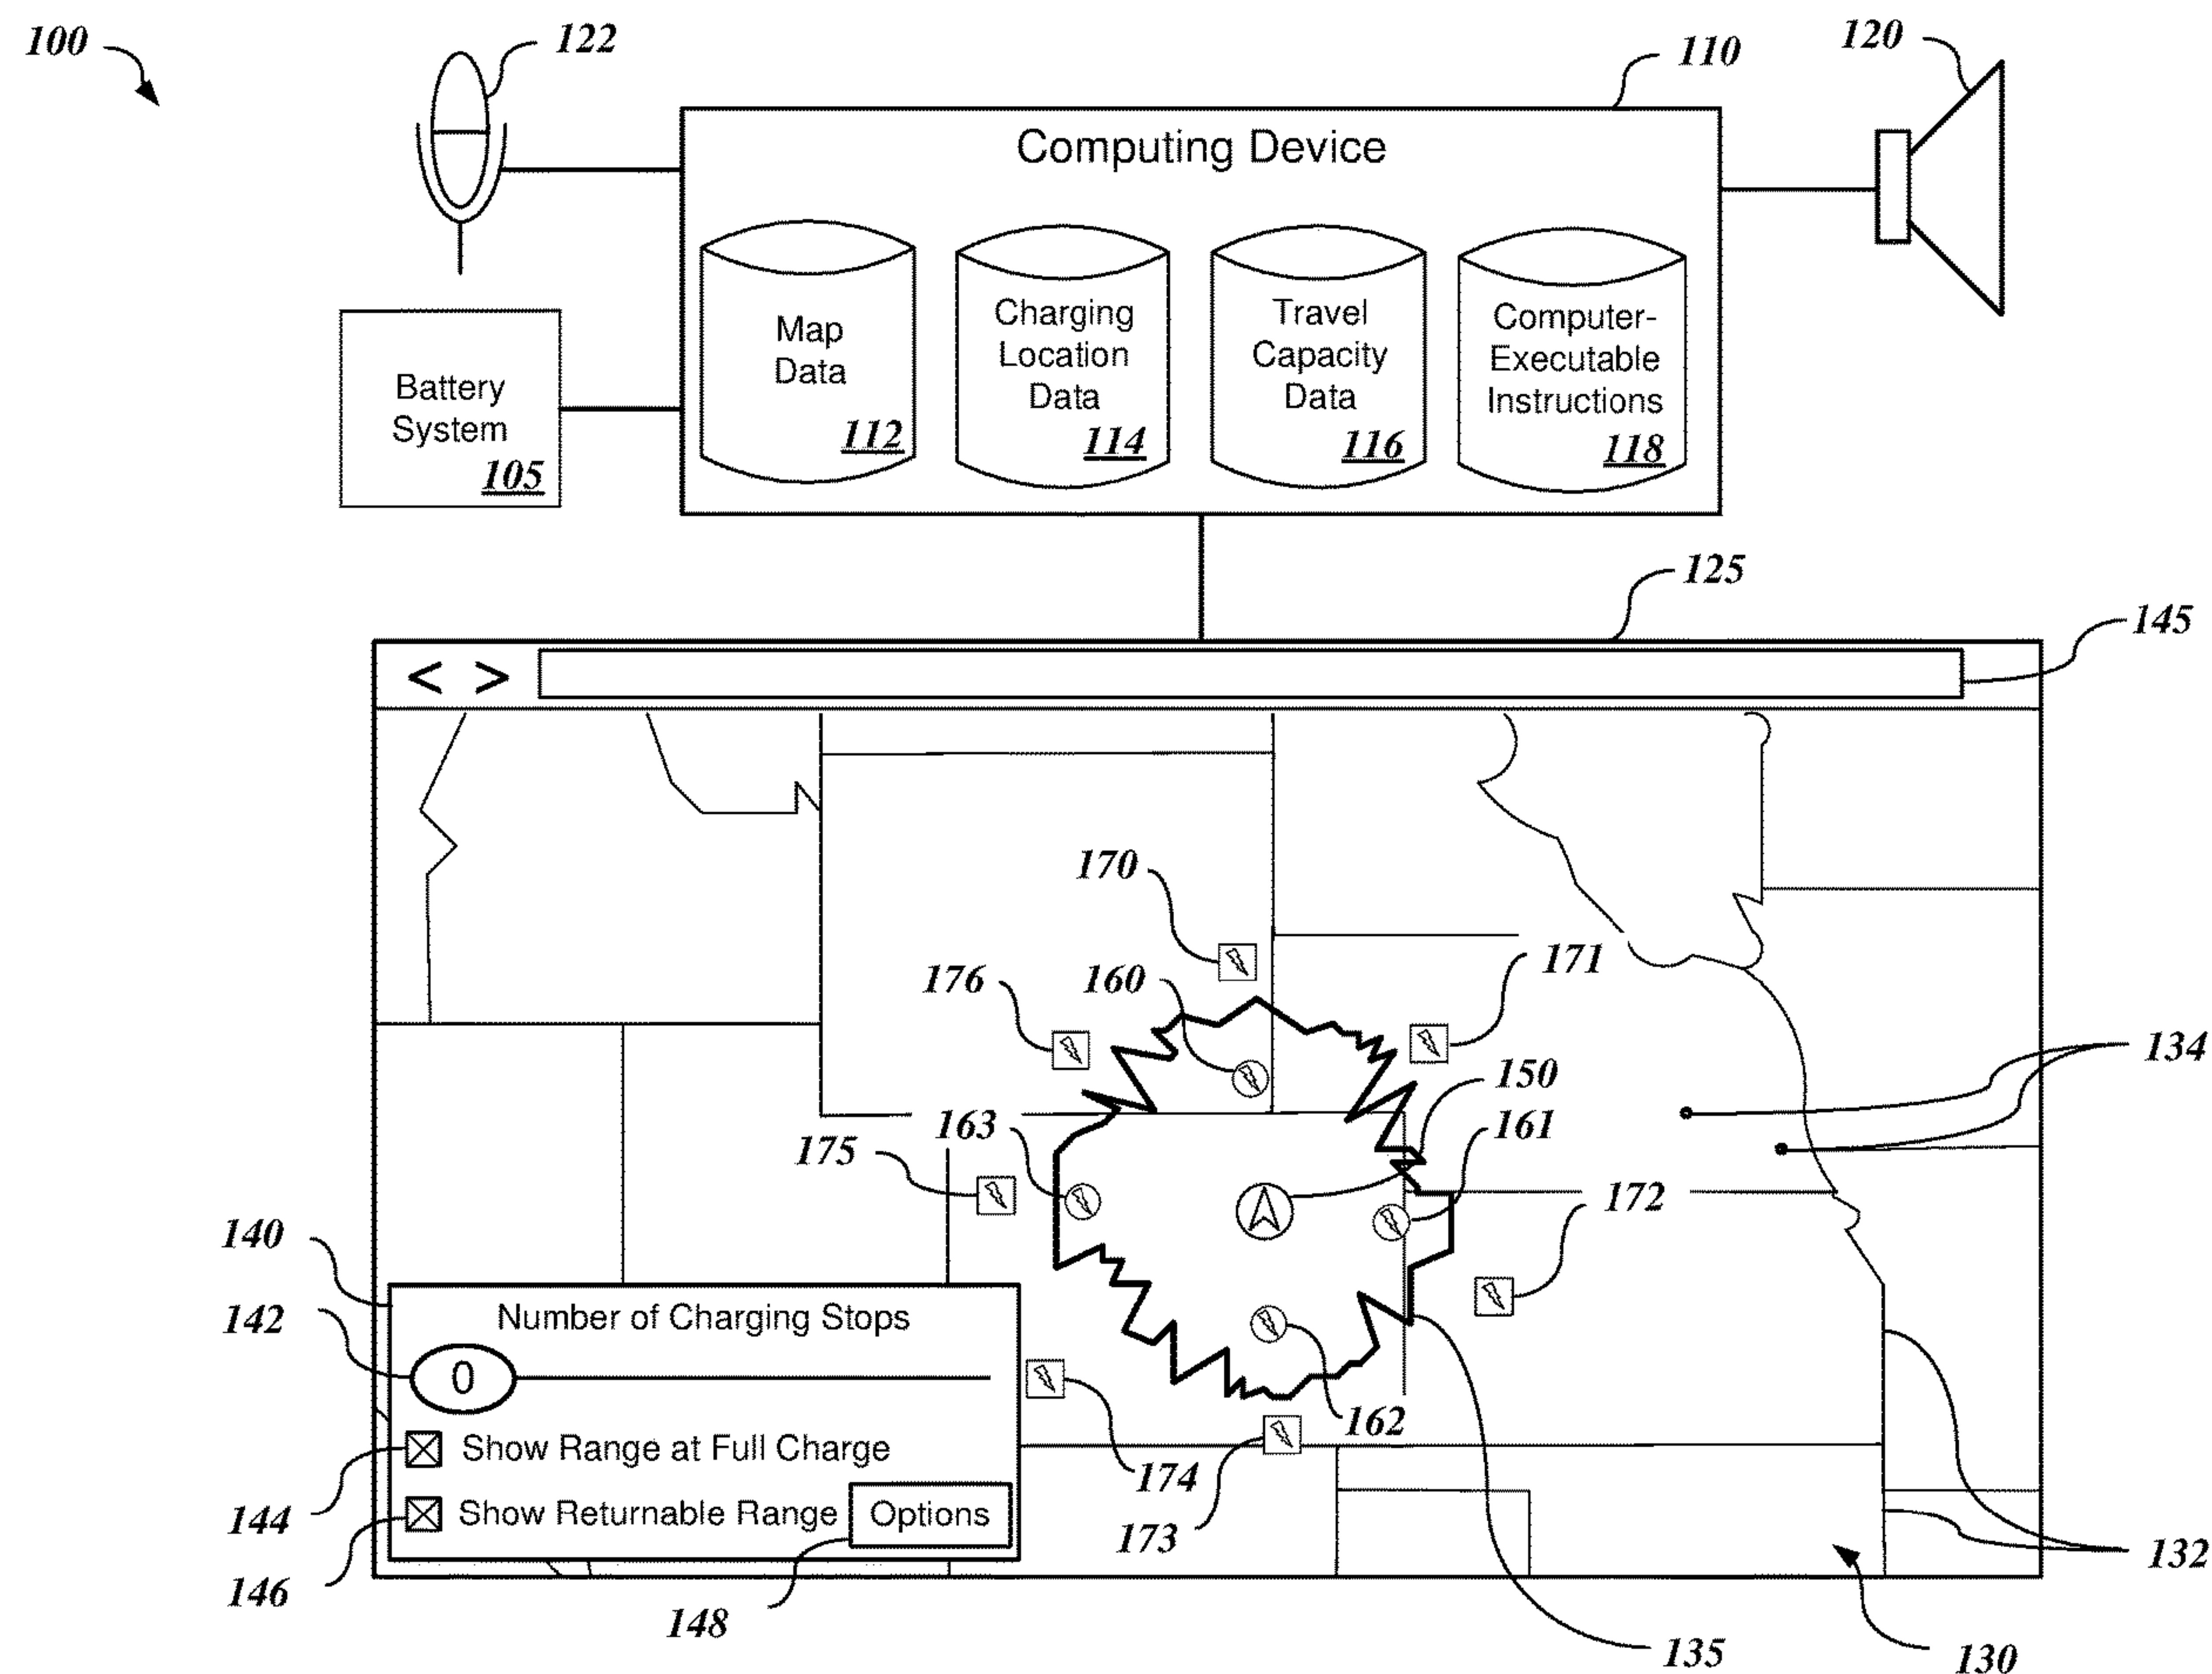 100
122
110
120
Computing Device
Map
Data
112
Charging
Location
Data
114
Travel
Capacity
Data
116
Computer-
Executable
Instructions
118
Battery
System
105
125
145
< >
170
171
176
160
134
150
163
161
175
172
140
142
Number of Charging Stops
0
162
Show Range at Full Charge
174
144
Show Returnable Range
Options
173
132
146
148
135
130